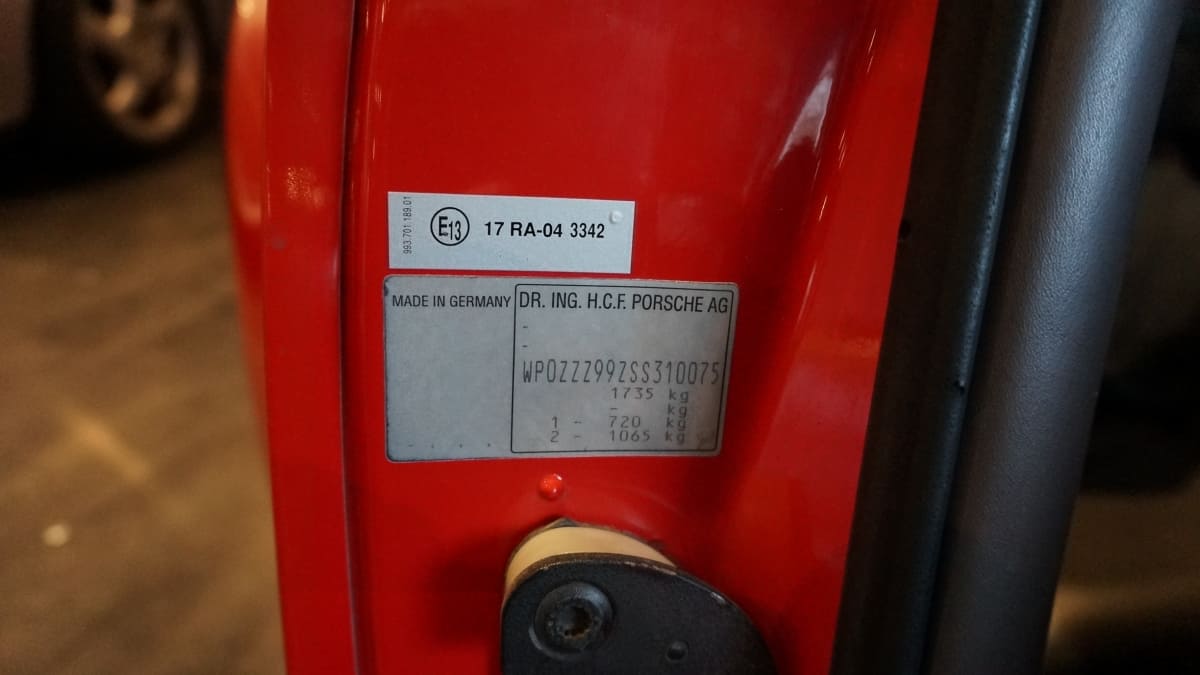 993.701.189.01
E13 17 RA-04 3342
MADE IN GERMANY
DR. ING. H.C.F. PORSCHE AG
-
-
WP0ZZZ99ZSS310075
1735 kg
- kg
1 - 720 kg
2 - 1065 kg